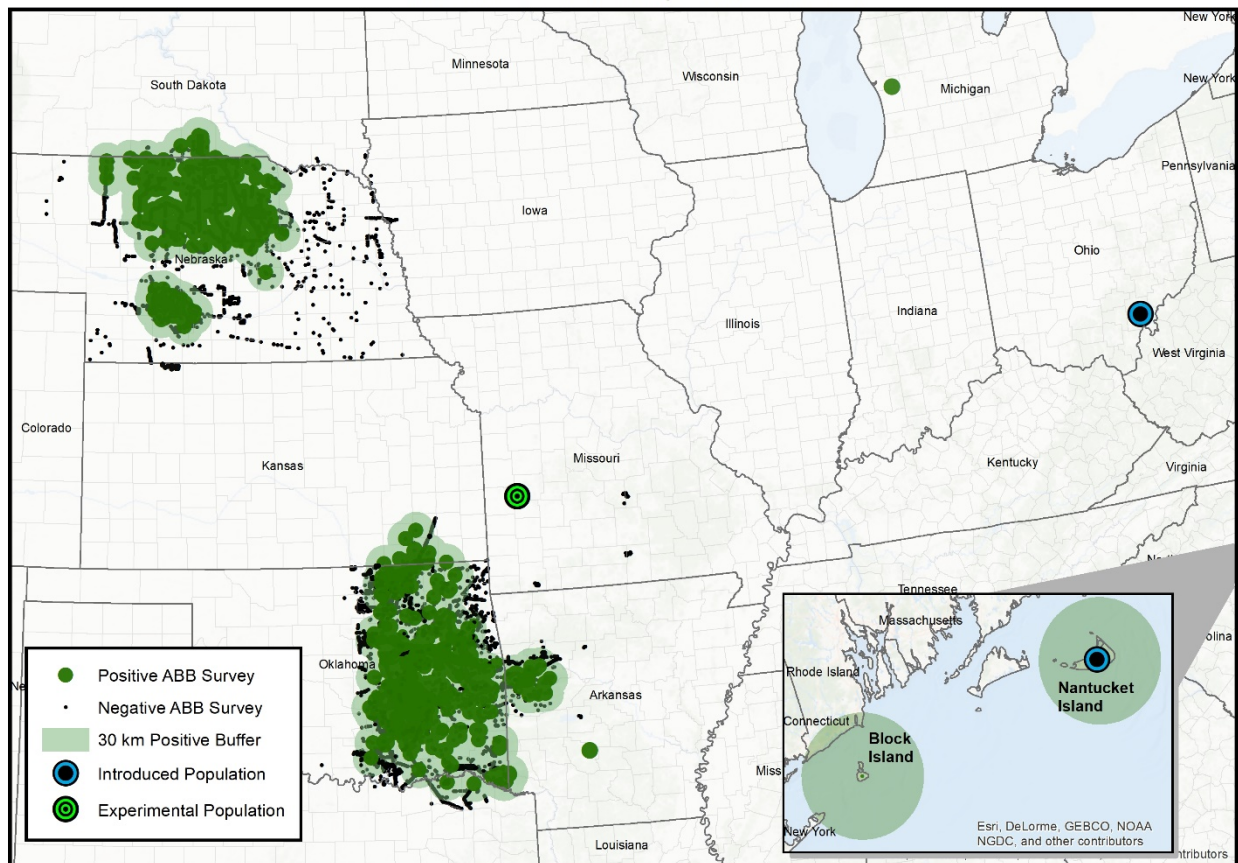 New York
Minnesota
Wisconsin
New York
South Dakota
Michigan
Pennsylvania
Iowa
Ohio
Nebraska
Illinois
Indiana
West Virginia
Colorado
Kansas
Missouri
Kentucky
Virginia
Tennessee
Oklahoma
Arkansas
olina
Miss
Louisiana
ntributors
Positive ABB Survey
Negative ABB Survey
30 km Positive Buffer
Introduced Population
Experimental Population
Massachusetts
Rhode Island
Nantucket
Island
Connecticut
Block
Island
New York
Esri, DeLorme, GEBCO, NOAA
NGDC, and other contributors